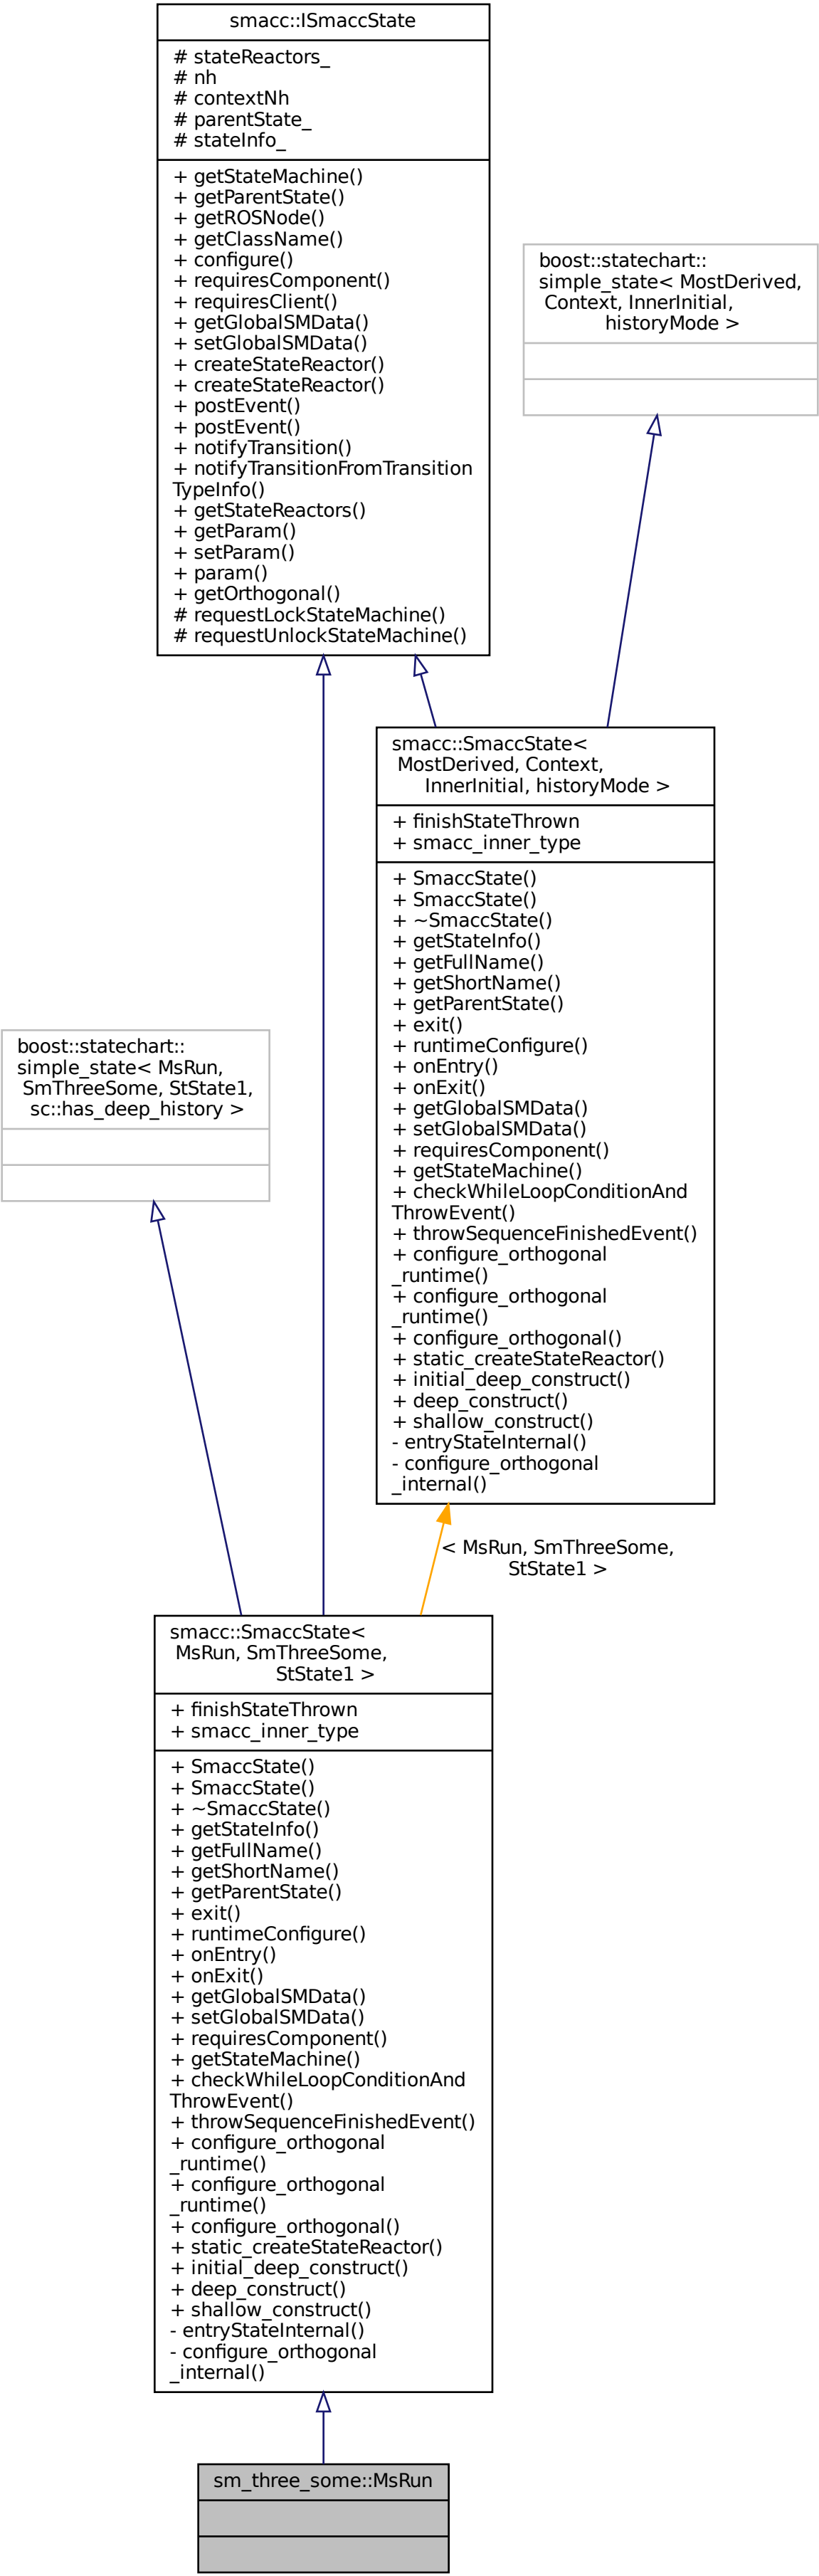 smacc::ISmaccState
# stateReactors_
# nh
# contextNh
# parentState_
# stateInfo_
+ getStateMachine()
+ getParentState()
+ getROSNode()
+ getClassName()
+ configure()
+ requiresComponent()
+ requiresClient()
+ getGlobalSMData()
+ setGlobalSMData()
+ createStateReactor()
+ createStateReactor()
+ postEvent()
+ postEvent()
+ notifyTransition()
+ notifyTransitionFromTransition
TypeInfo()
+ getStateReactors()
+ getParam()
+ setParam()
+ param()
+ getOrthogonal()
# requestLockStateMachine()
# requestUnlockStateMachine()
boost::statechart::
simple_state< MostDerived,
Context, InnerInitial,
historyMode >
smacc::SmaccState<
MostDerived, Context,
InnerInitial, historyMode >
+ finishStateThrown
+ smacc_inner_type
+ SmaccState()
+ SmaccState()
+ ~SmaccState()
+ getStateInfo()
+ getFullName()
+ getShortName()
+ getParentState()
+ exit()
+ runtimeConfigure()
+ onEntry()
+ onExit()
+ getGlobalSMData()
+ setGlobalSMData()
+ requiresComponent()
+ getStateMachine()
+ checkWhileLoopConditionAnd
ThrowEvent()
+ throwSequenceFinishedEvent()
+ configure_orthogonal
_runtime()
+ configure_orthogonal
_runtime()
+ configure_orthogonal()
+ static_createStateReactor()
+ initial_deep_construct()
+ deep_construct()
+ shallow_construct()
- entryStateInternal()
- configure_orthogonal
_internal()
boost::statechart::
simple_state< MsRun,
SmThreeSome, StState1,
sc::has_deep_history >
< MsRun, SmThreeSome,
StState1 >
smacc::SmaccState<
MsRun, SmThreeSome,
StState1 >
+ finishStateThrown
+ smacc_inner_type
+ SmaccState()
+ SmaccState()
+ ~SmaccState()
+ getStateInfo()
+ getFullName()
+ getShortName()
+ getParentState()
+ exit()
+ runtimeConfigure()
+ onEntry()
+ onExit()
+ getGlobalSMData()
+ setGlobalSMData()
+ requiresComponent()
+ getStateMachine()
+ checkWhileLoopConditionAnd
ThrowEvent()
+ throwSequenceFinishedEvent()
+ configure_orthogonal
_runtime()
+ configure_orthogonal
_runtime()
+ configure_orthogonal()
+ static_createStateReactor()
+ initial_deep_construct()
+ deep_construct()
+ shallow_construct()
- entryStateInternal()
- configure_orthogonal
_internal()
sm_three_some::MsRun